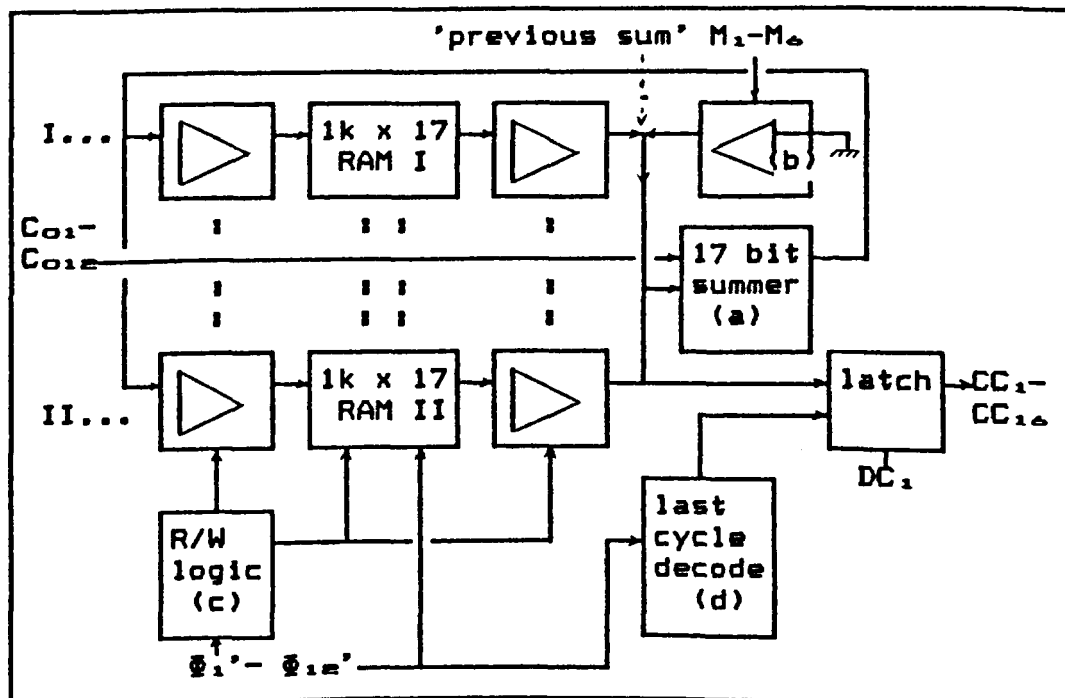 'previous sum' M₁-M₆
I...
1k x 17
RAM I
(b)
C₀₁-
C₀₁₂
17 bit
summer
(a)
II...
1k x 17
RAM II
latch
CC₁-
CC₁₆
DC₁
R/W
logic
(c)
last
cycle
decode
(d)
Φ₁'- Φ₁₂'